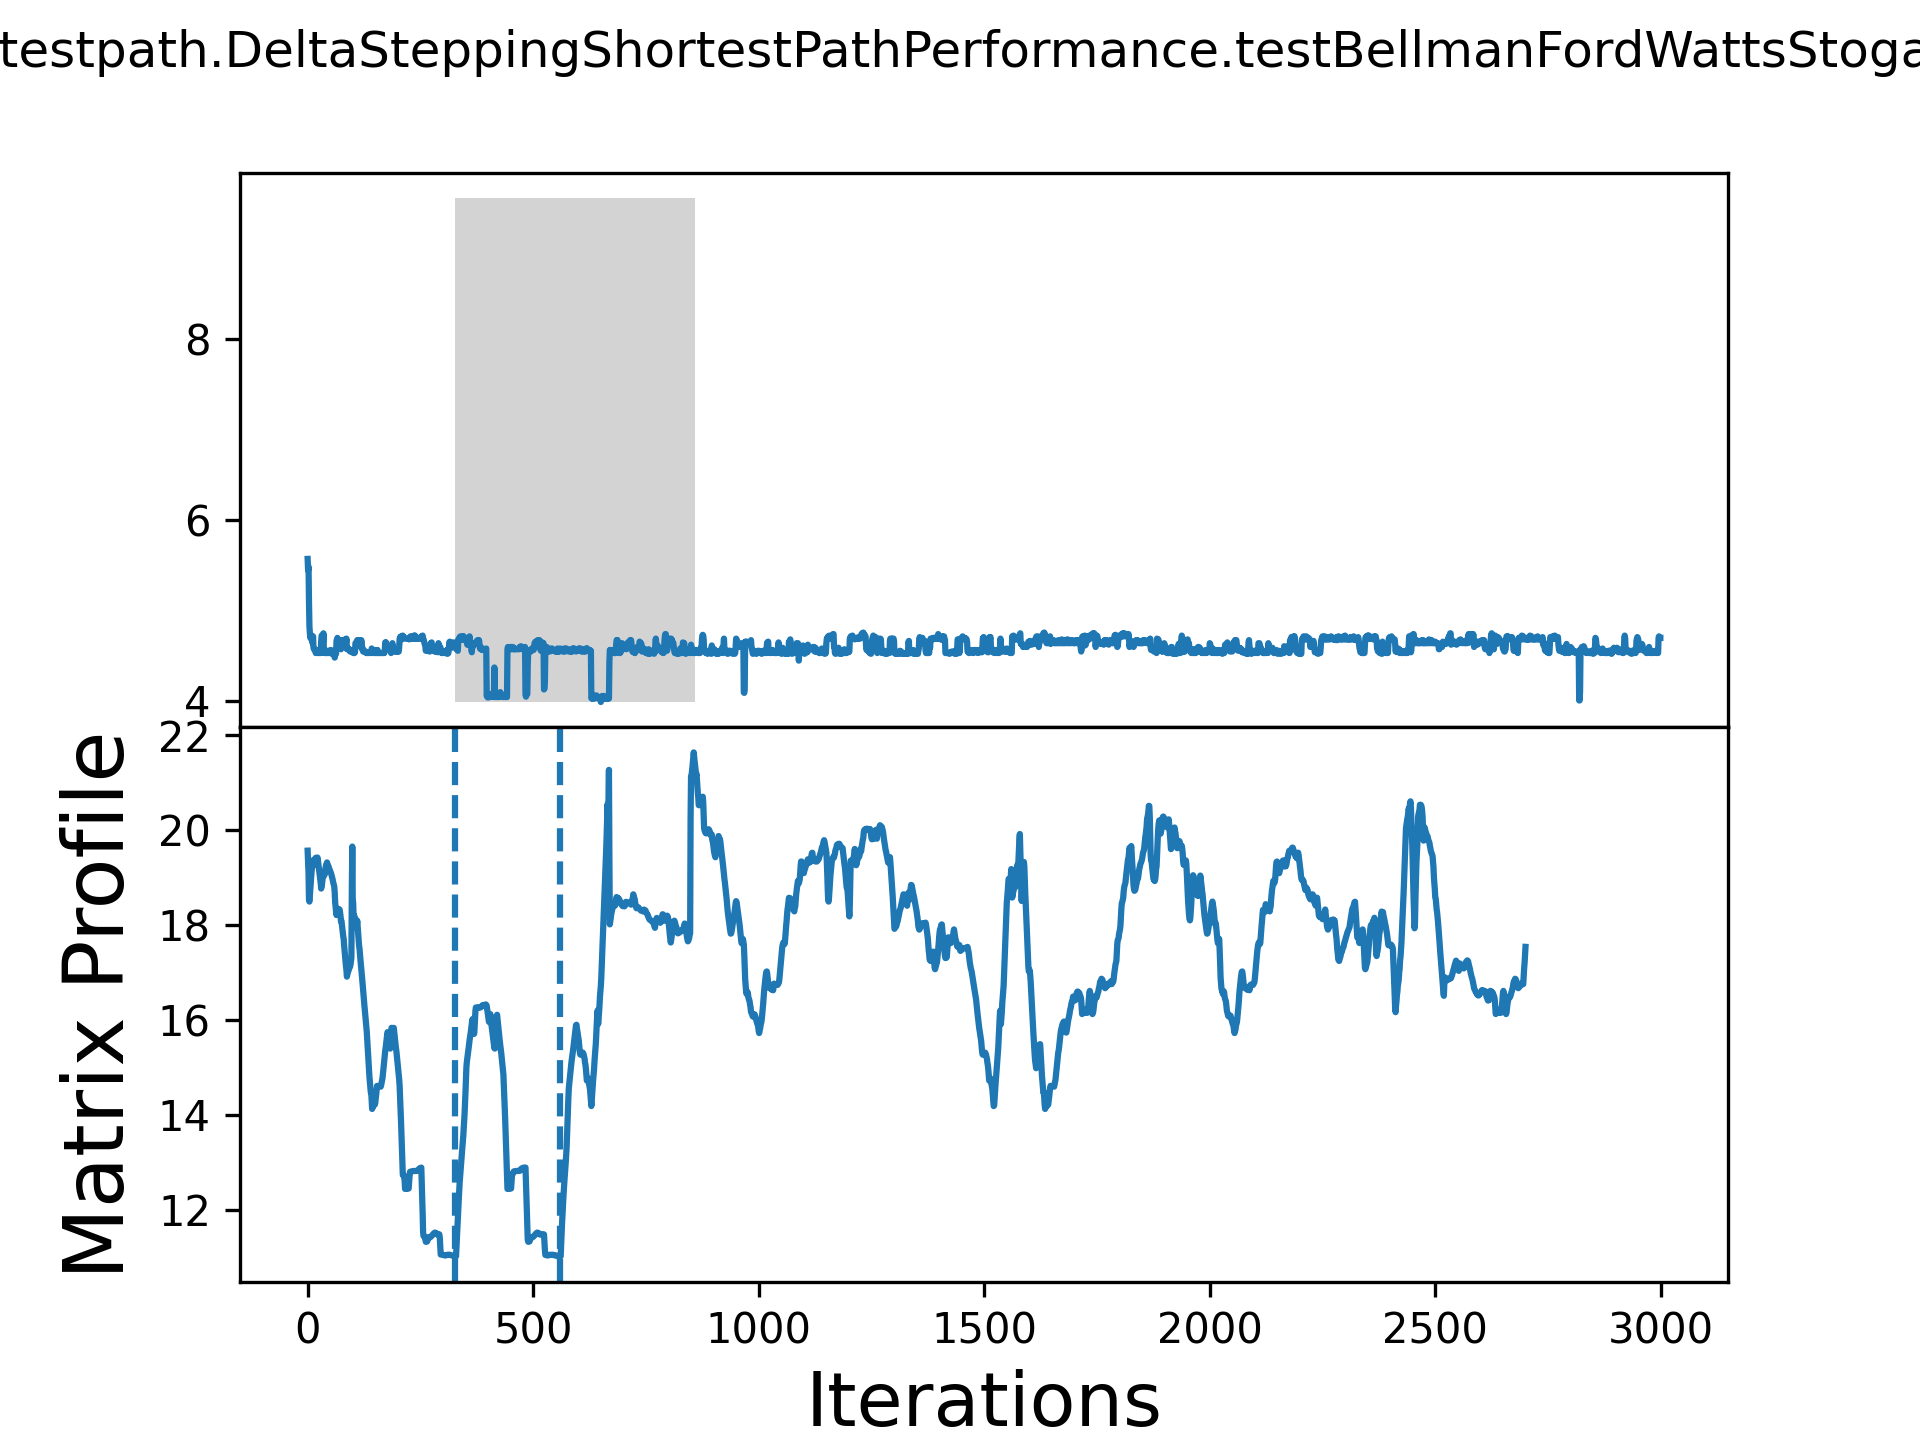 testpath.DeltaSteppingShortestPathPerformance.testBellmanFordWattsStoga
8
6
4
Matrix Profile
22
20
18
16
14
12
0 500 1000 1500 2000 2500 3000
Iterations